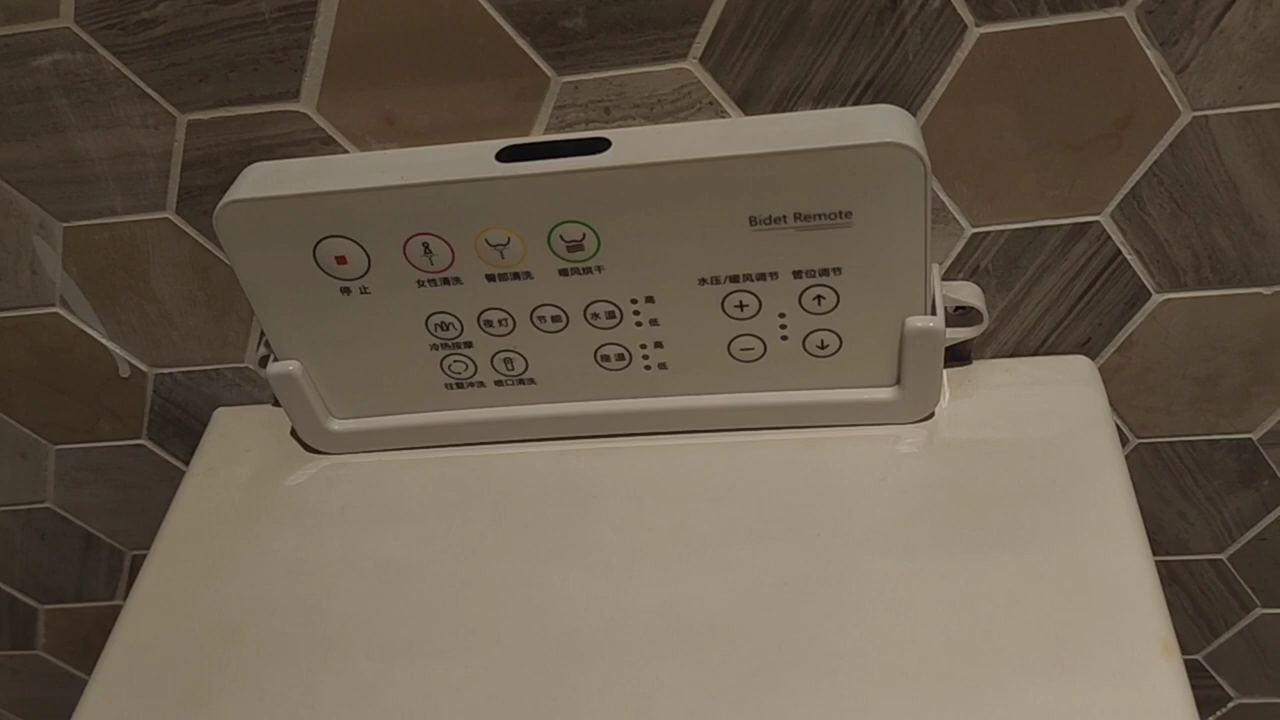 Bidet Remote
停止
女性清洗
臀部清洗
暖风烘干
水压/暖风调节
管位调节
冷热按摩
夜灯
节能
水温
高
低
往复冲洗
喷口清洗
座温
高
低